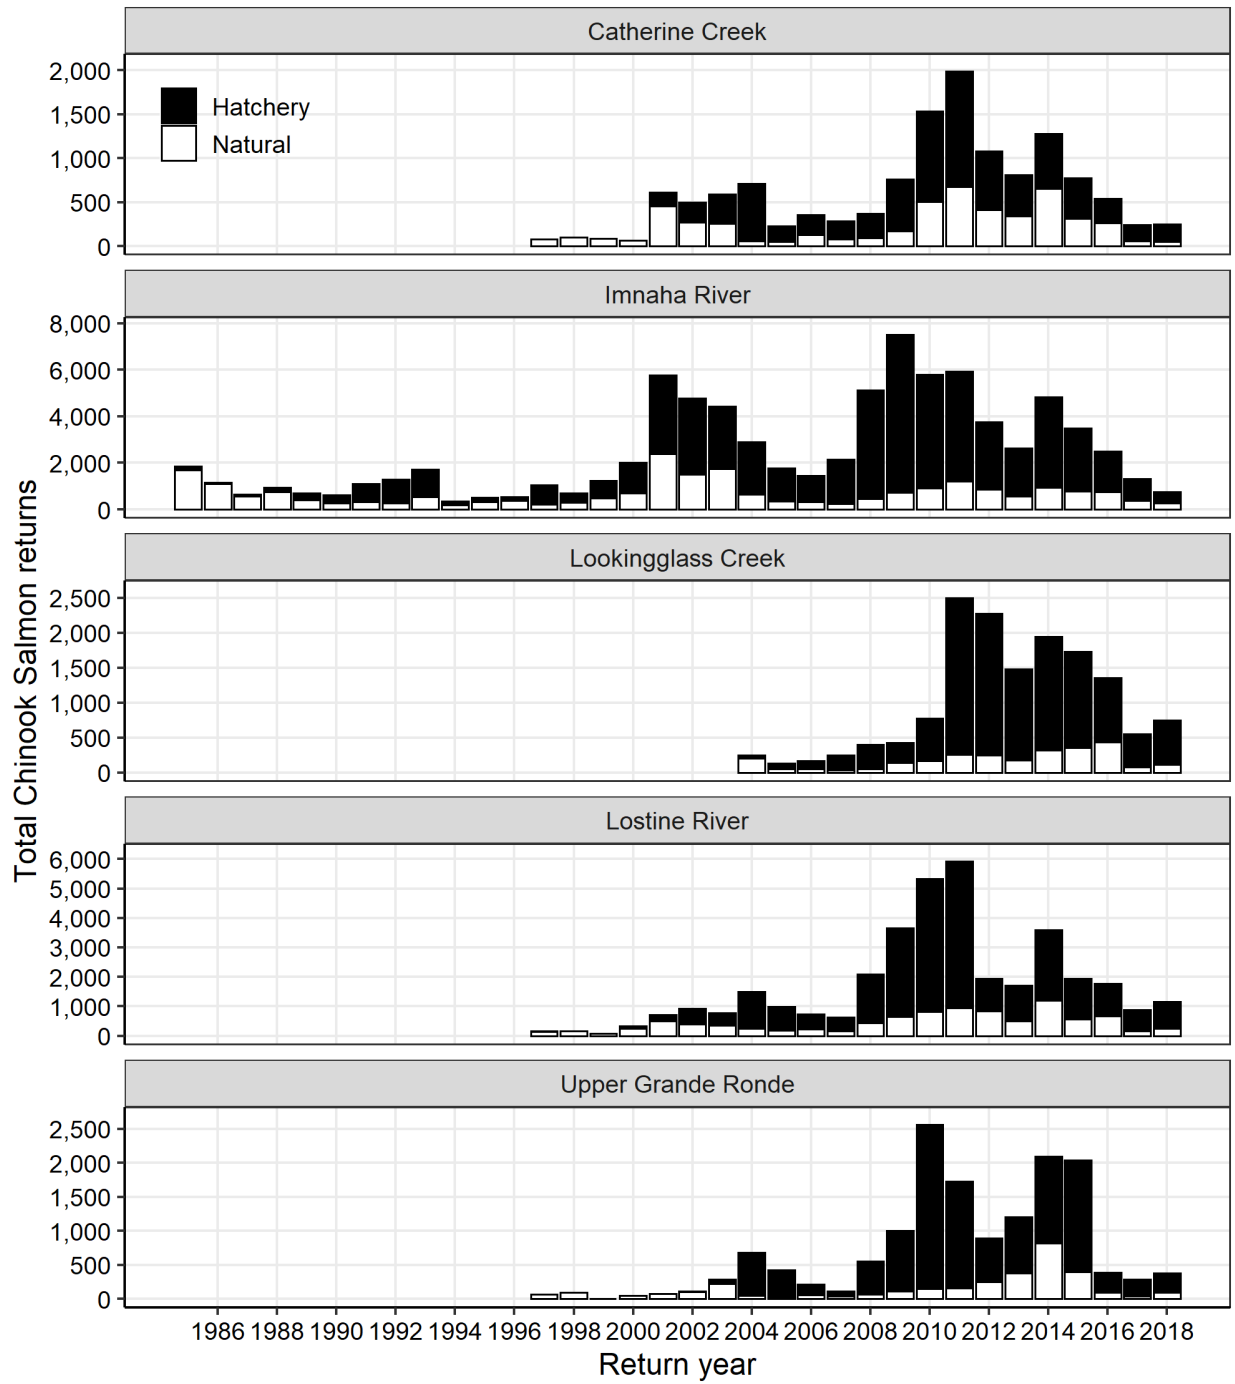 Catherine Creek
2,000
1,500
1,000
500
0
Hatchery
Natural
Imnaha River
8,000
6,000
4,000
2,000
0
Lookingglass Creek
2,500
2,000
1,500
1,000
500
0
Lostine River
6,000
5,000
4,000
3,000
2,000
1,000
0
Upper Grande Ronde
2,500
2,000
1,500
1,000
500
0
Total Chinook Salmon returns
1986 1988 1990 1992 1994 1996 1998 2000 2002 2004 2006 2008 2010 2012 2014 2016 2018
Return year